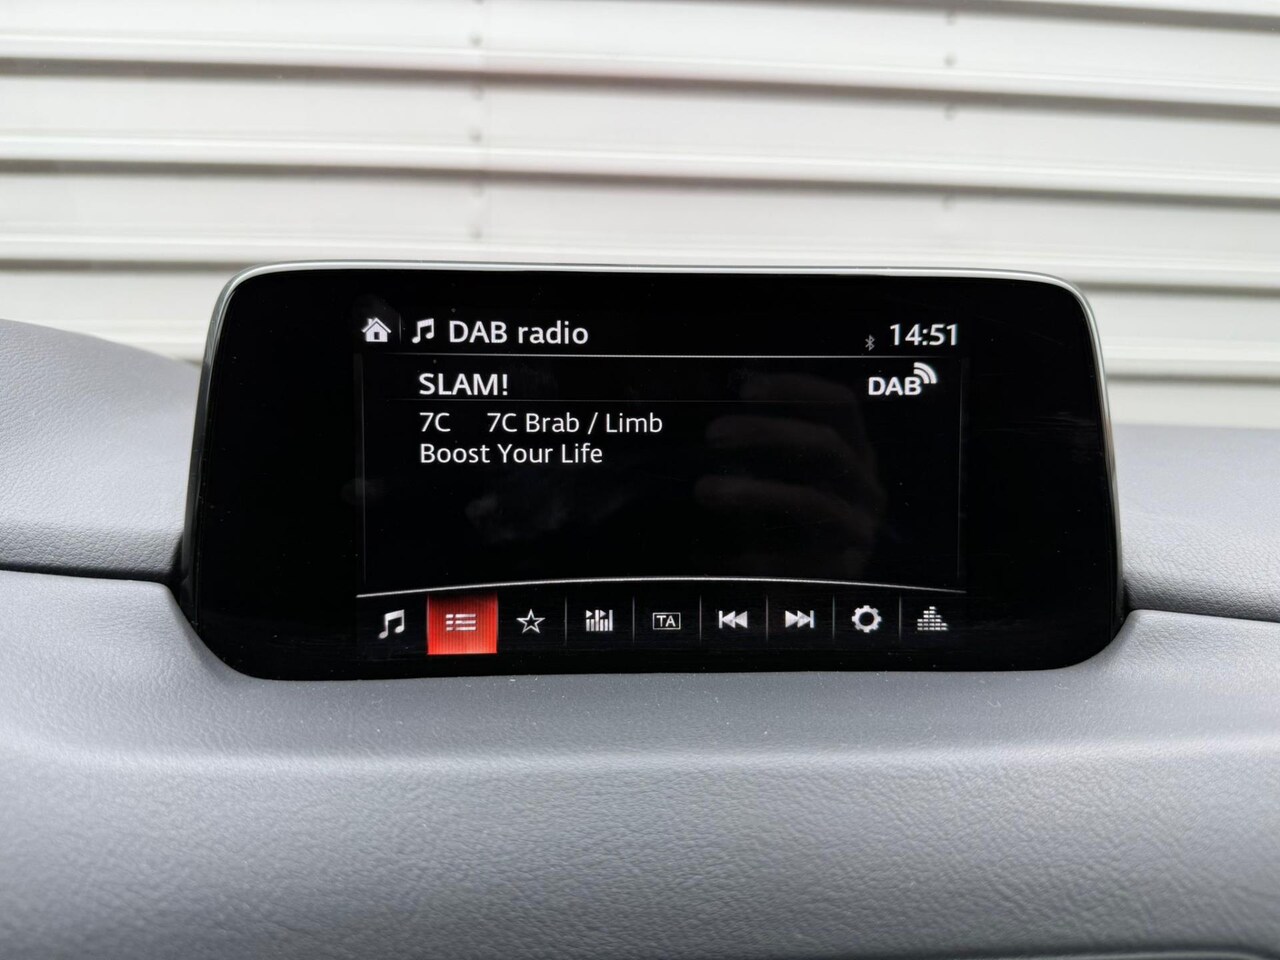 DAB radio 14:51
SLAM! DAB
7C 7C Brab / Limb
Boost Your Life
TA